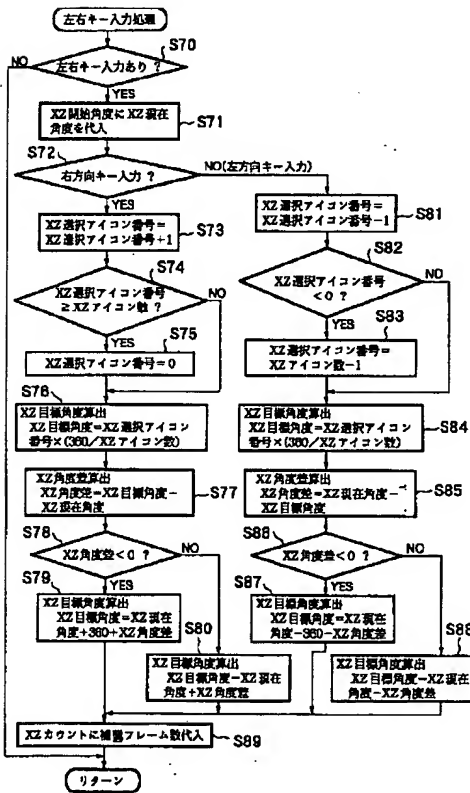 左右キー入力処理
S70
NO
左右キー入力あり ?
YES
XZ開始角度にXZ現在
角度を代入
S71
S72
右方向キー入力 ?
NO(左方向キー入力)
YES
S73
XZ選択アイコン番号=
XZ選択アイコン番号+1
S81
XZ選択アイコン番号=
XZ選択アイコン番号-1
S74
XZ選択アイコン番号
≥XZアイコン数 ?
NO
YES
S75
XZ選択アイコン番号=0
S82
XZ選択アイコン番号
<0 ?
NO
YES
S83
XZ選択アイコン番号=
XZアイコン数-1
S76
XZ目標角度算出
XZ目標角度=XZ選択アイコン
番号×(360/XZアイコン数)
S84
XZ目標角度算出
XZ目標角度=XZ選択アイコン
番号×(360/XZアイコン数)
S77
XZ角度差算出
XZ角度差=XZ目標角度-
XZ現在角度
S85
XZ角度差算出
XZ角度差=XZ現在角度-
XZ目標角度
S78
XZ角度差<0 ?
NO
YES
S79
XZ目標角度算出
XZ目標角度=XZ現在
角度+360+XZ角度差
S80
XZ目標角度算出
XZ目標角度-XZ現在
角度+XZ角度差
S86
XZ角度差<0 ?
NO
YES
S87
XZ目標角度算出
XZ目標角度=XZ現在
角度-360-XZ角度差
S88
XZ目標角度算出
XZ目標角度-XZ現在
角度-XZ角度差
XZカウントに補間フレーム数代入
S89
リターン